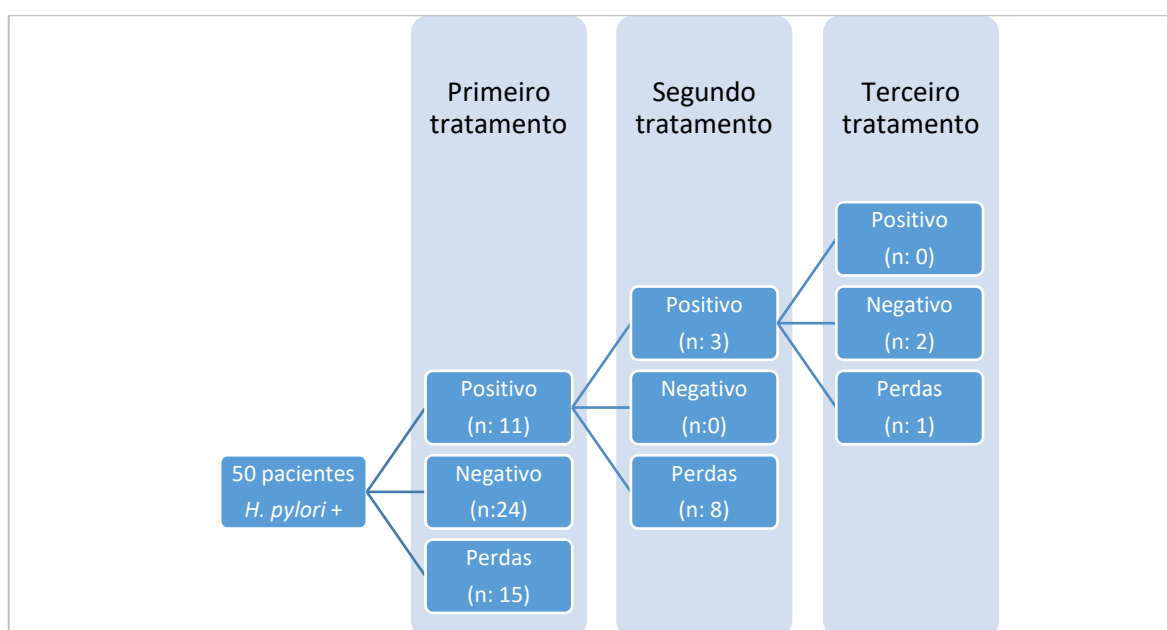 Primeiro
tratamento
Segundo
tratamento
Terceiro
tratamento
50 pacientes
H. pylori +
Positivo
(n: 11)
Negativo
(n:24)
Perdas
(n: 15)
Positivo
(n: 3)
Negativo
(n:0)
Perdas
(n: 8)
Positivo
(n: 0)
Negativo
(n: 2)
Perdas
(n: 1)